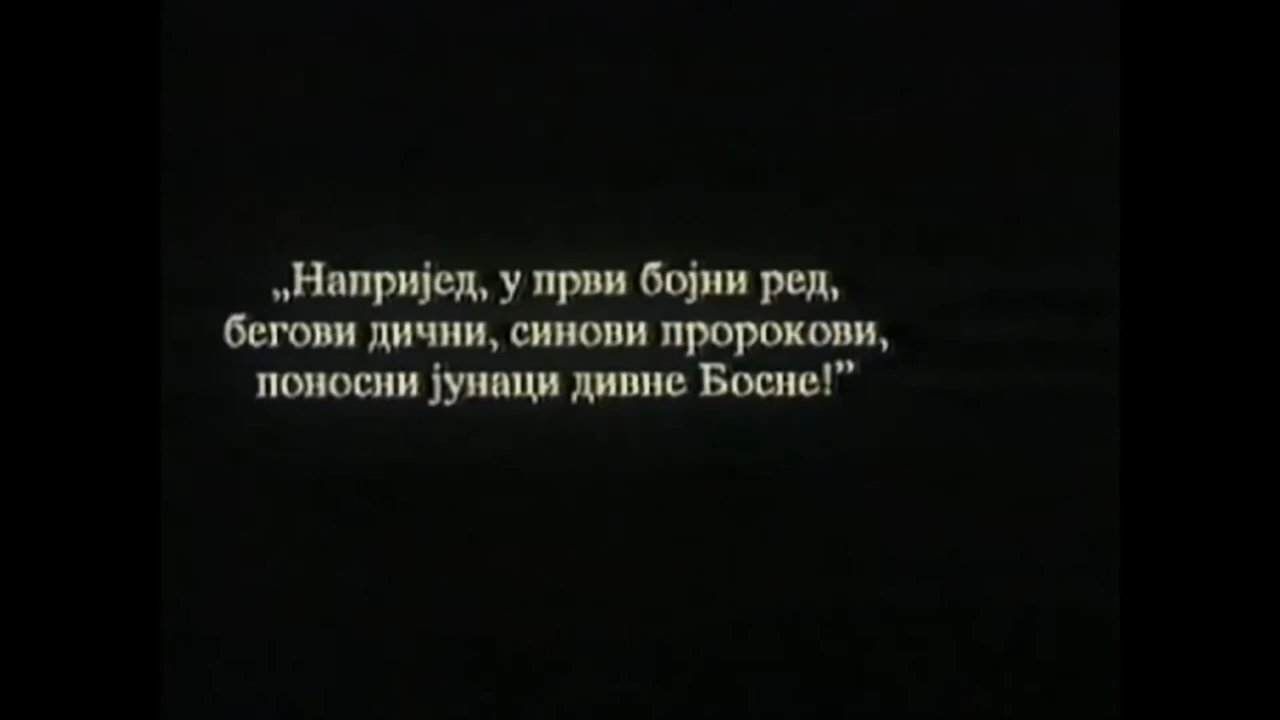 „Напријед, у први бојни ред,
бегови дични, синови пророкови,
поносни јунаци дивне Босне!”